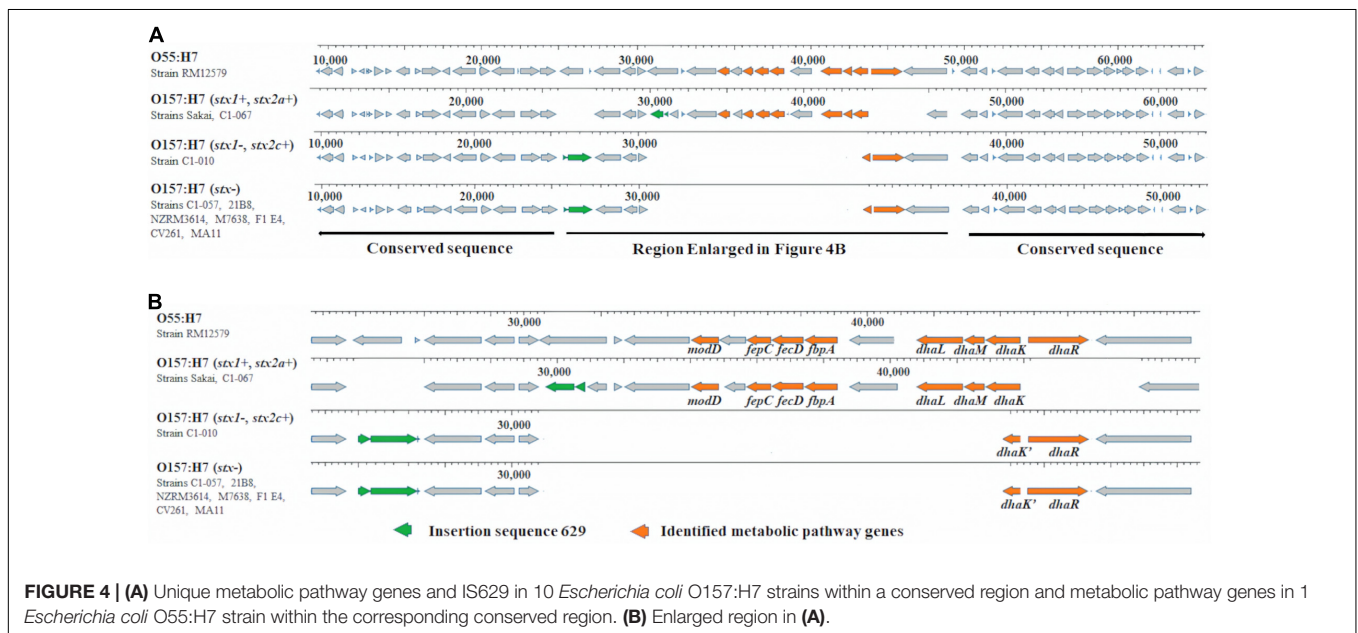 A
O55:H7
Strain RM12579
10,000 20,000 30,000 40,000 50,000 60,000
O157:H7 (stx1+, stx2a+)
Strains Sakai, C1-067
20,000 30,000 40,000 50,000 60,000
O157:H7 (stx1-, stx2c+)
Strain C1-010
10,000 20,000 30,000 40,000 50,000
O157:H7 (stx-)
Strains C1-057, 21B8,
NZRM3614, M7638, F1 E4,
CV261, MA11
10,000 20,000 30,000 40,000 50,000
Conserved sequence Region Enlarged in Figure 4B Conserved sequence
B
O55:H7
Strain RM12579
30,000 40,000
modD fepC fecD fbpA dhaL dhaM dhaK dhaR
O157:H7 (stx1+, stx2a+)
Strains Sakai, C1-067
30,000 40,000
modD fepC fecD fbpA dhaL dhaM dhaK
O157:H7 (stx1-, stx2c+)
Strain C1-010
30,000
dhaK' dhaR
O157:H7 (stx-)
Strains C1-057, 21B8,
NZRM3614, M7638, F1 E4,
CV261, MA11
30,000
dhaK' dhaR
Insertion sequence 629 Identified metabolic pathway genes
FIGURE 4 | (A) Unique metabolic pathway genes and IS629 in 10 Escherichia coli O157:H7 strains within a conserved region and metabolic pathway genes in 1
Escherichia coli O55:H7 strain within the corresponding conserved region. (B) Enlarged region in (A).